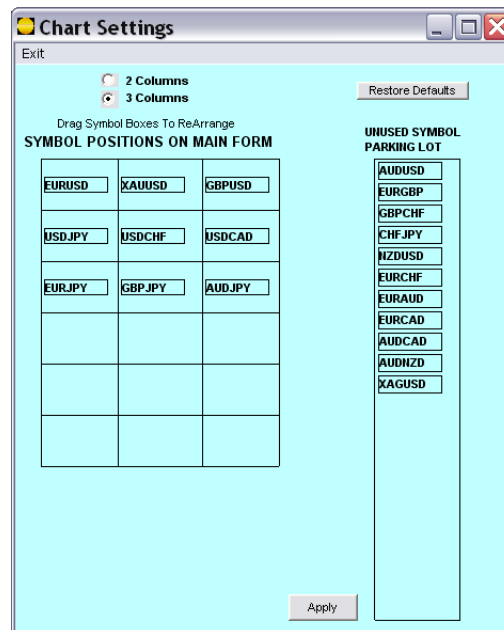 Chart Settings
Exit
2 Columns
3 Columns
Restore Defaults
Drag Symbol Boxes To ReArrange
SYMBOL POSITIONS ON MAIN FORM
UNUSED SYMBOL
PARKING LOT
EURUSD XAUUSD GBPUSD
USDJPY USDCHF USDCAD
EURJPY GBPJPY AUDJPY
AUDUSD
EURGBP
GBPCHF
CHFJPY
NZDUSD
EURCHF
EURAUD
EURCAD
AUDCAD
AUDNZD
XAGUSD
Apply